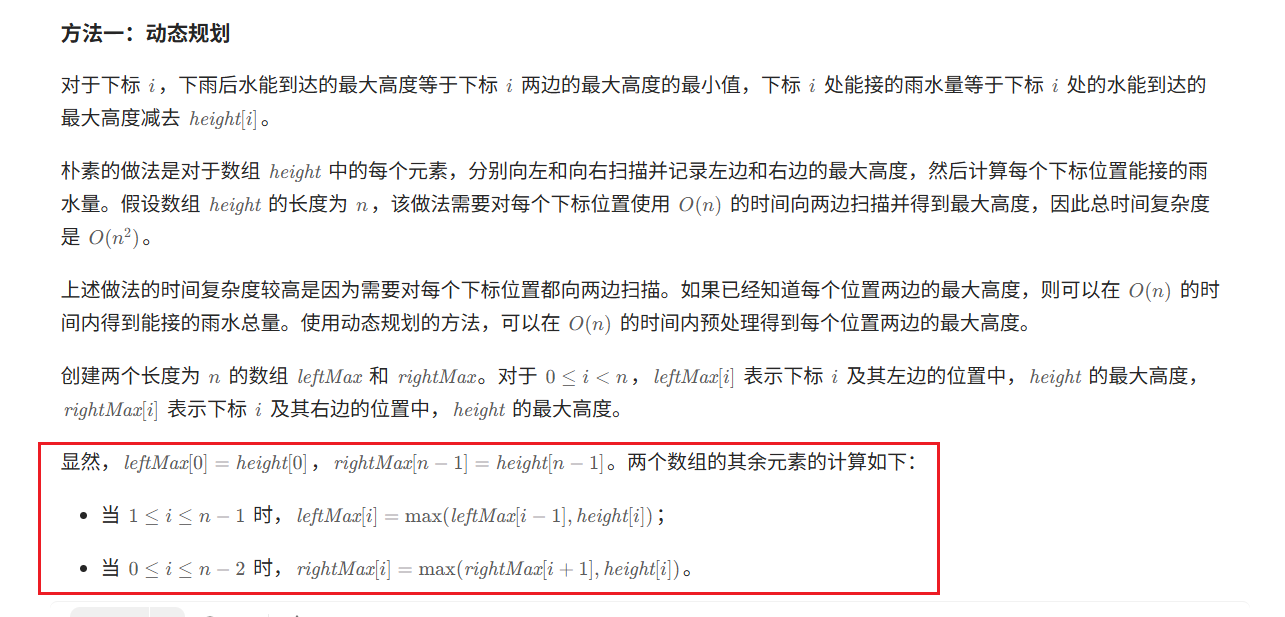 方法一：动态规划
对于下标 i，下雨后水能到达的最大高度等于下标 i 两边的最大高度的最小值，下标 i 处能接的雨水量等于下标 i 处的水能到达的
最大高度减去 height[i]。
朴素的做法是对于数组 height 中的每个元素，分别向左和向右扫描并记录左边和右边的最大高度，然后计算每个下标位置能接的雨
水量。假设数组 height 的长度为 n，该做法需要对每个下标位置使用 O(n) 的时间向两边扫描并得到最大高度，因此总时间复杂度
是 O(n²)。
上述做法的时间复杂度较高是因为需要对每个下标位置都向两边扫描。如果已经知道每个位置两边的最大高度，则可以在 O(n) 的时
间内得到能接的雨水总量。使用动态规划的方法，可以在 O(n) 的时间内预处理得到每个位置两边的最大高度。
创建两个长度为 n 的数组 leftMax 和 rightMax。对于 0 ≤ i < n，leftMax[i] 表示下标 i 及其左边的位置中，height 的最大高度，
rightMax[i] 表示下标 i 及其右边的位置中，height 的最大高度。
显然，leftMax[0] = height[0]，rightMax[n − 1] = height[n − 1]。两个数组的其余元素的计算如下：
• 当 1 ≤ i ≤ n − 1 时，leftMax[i] = max(leftMax[i − 1], height[i])；
• 当 0 ≤ i ≤ n − 2 时，rightMax[i] = max(rightMax[i + 1], height[i])。